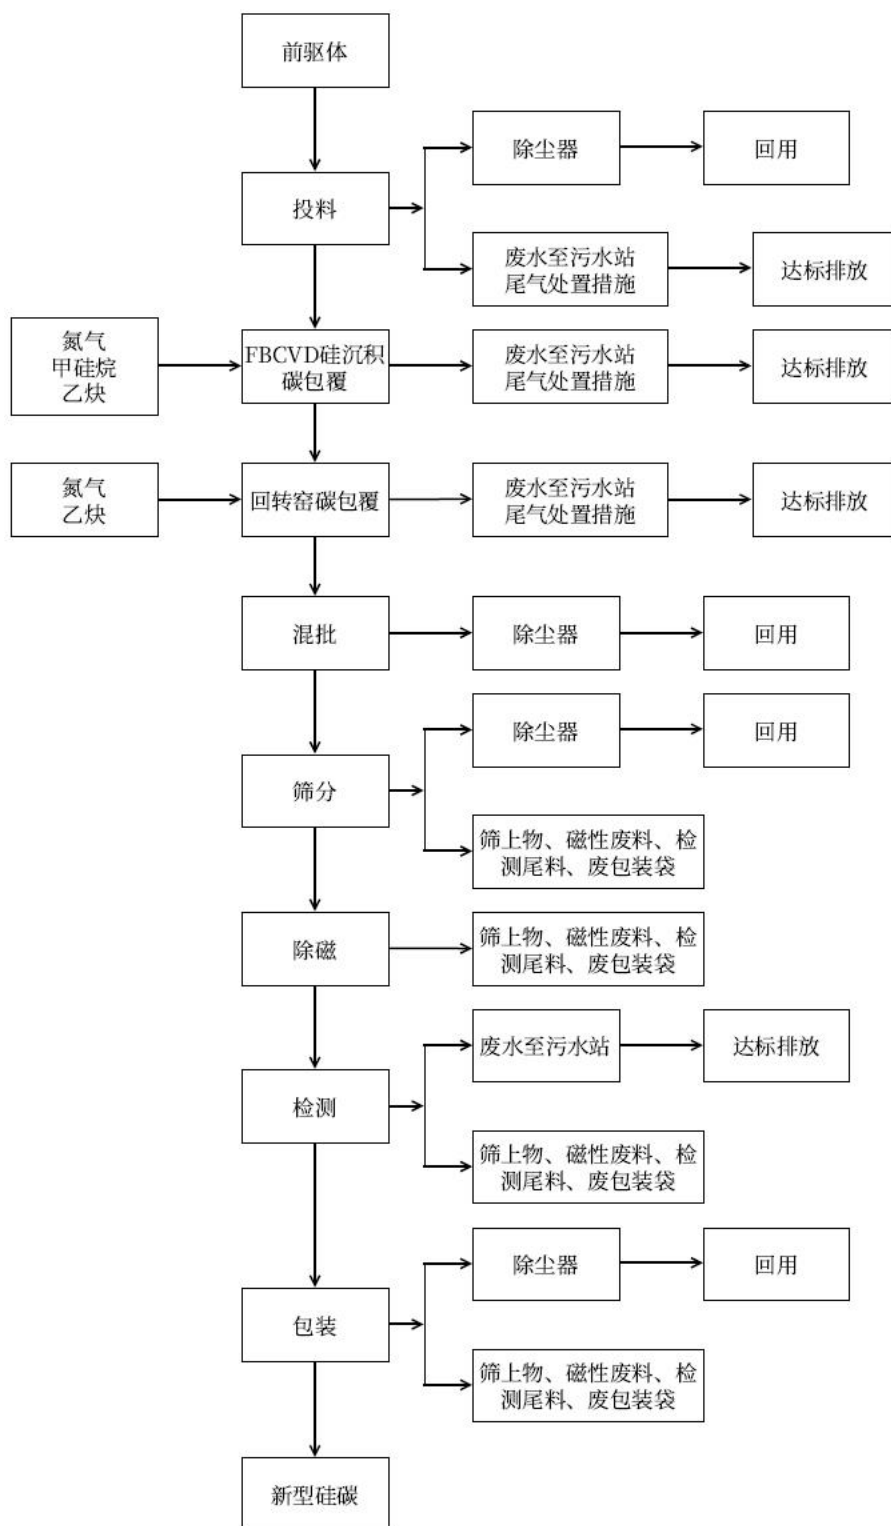 前驱体
除尘器
回用
投料
废水至污水站
尾气处置措施
达标排放
氮气
甲硅烷
乙炔
FBCVD硅沉积
碳包覆
废水至污水站
尾气处置措施
达标排放
氮气
乙炔
回转窑碳包覆
废水至污水站
尾气处置措施
达标排放
混批
除尘器
回用
除尘器
回用
筛分
筛上物、磁性废料、检
测尾料、废包装袋
除磁
筛上物、磁性废料、检
测尾料、废包装袋
废水至污水站
达标排放
检测
筛上物、磁性废料、检
测尾料、废包装袋
除尘器
回用
包装
筛上物、磁性废料、检
测尾料、废包装袋
新型硅碳